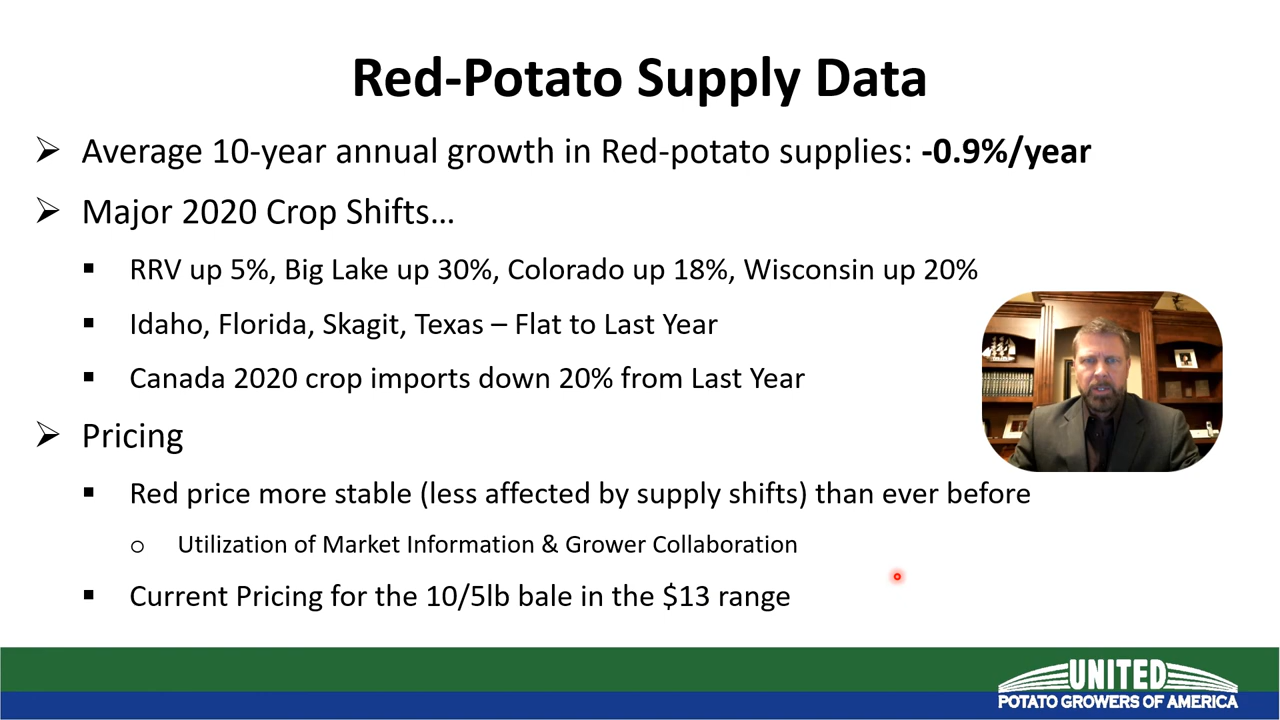 Red-Potato Supply Data
Average 10-year annual growth in Red-potato supplies: -0.9%/year
Major 2020 Crop Shifts…
RRV up 5%, Big Lake up 30%, Colorado up 18%, Wisconsin up 20%
Idaho, Florida, Skagit, Texas – Flat to Last Year
Canada 2020 crop imports down 20% from Last Year
Pricing
Red price more stable (less affected by supply shifts) than ever before
Utilization of Market Information & Grower Collaboration
Current Pricing for the 10/5lb bale in the $13 range
UNITED
POTATO GROWERS OF AMERICA